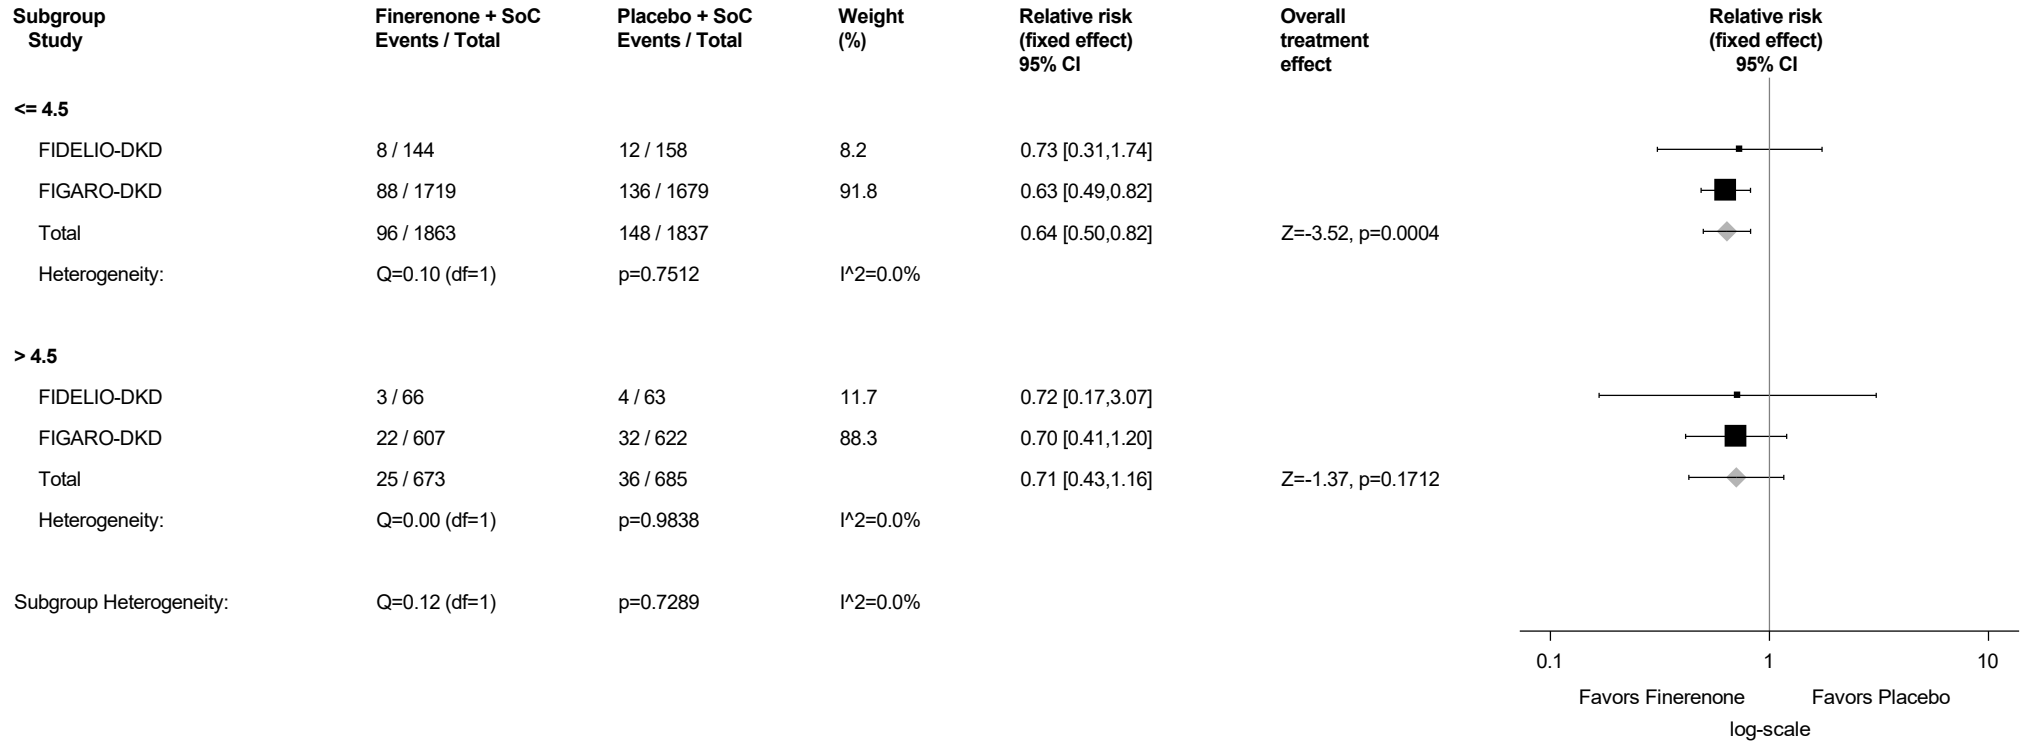 Subgroup Finerenone + SoC Placebo + SoC Weight Relative risk Overall Relative risk
Study Events / Total Events / Total (%) (fixed effect) treatment (fixed effect)
95% CI effect 95% CI
<= 4.5
FIDELIO-DKD 8 / 144 12 / 158 8.2 0.73 [0.31,1.74]
FIGARO-DKD 88 / 1719 136 / 1679 91.8 0.63 [0.49,0.82]
Total 96 / 1863 148 / 1837 0.64 [0.50,0.82] Z=-3.52, p=0.0004
Heterogeneity: Q=0.10 (df=1) p=0.7512 I^2=0.0%
> 4.5
FIDELIO-DKD 3 / 66 4 / 63 11.7 0.72 [0.17,3.07]
FIGARO-DKD 22 / 607 32 / 622 88.3 0.70 [0.41,1.20]
Total 25 / 673 36 / 685 0.71 [0.43,1.16] Z=-1.37, p=0.1712
Heterogeneity: Q=0.00 (df=1) p=0.9838 I^2=0.0%
Subgroup Heterogeneity: Q=0.12 (df=1) p=0.7289 I^2=0.0%
0.1 1 10
Favors Finerenone Favors Placebo
log-scale